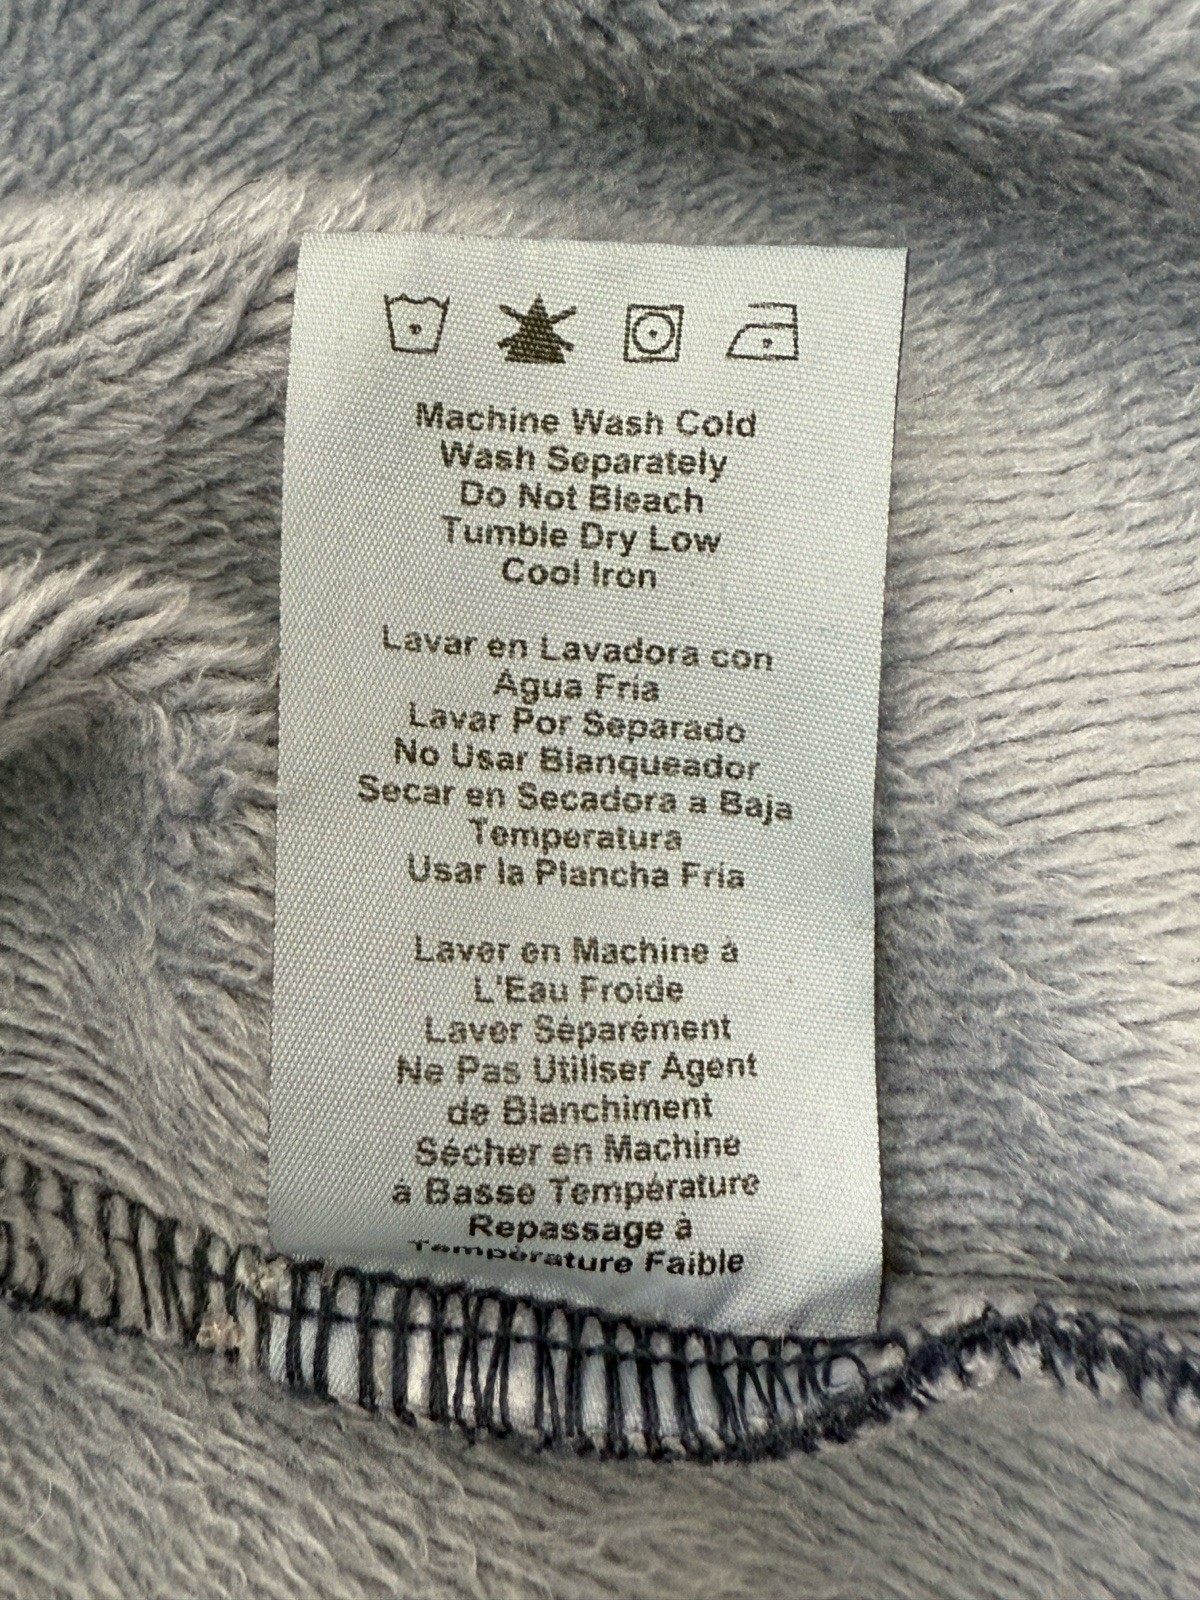 Machine Wash Cold
Wash Separately
Do Not Bleach
Tumble Dry Low
Cool Iron
Lavar en Lavadora con
Agua Fría
Lavar Por Separado
No Usar Blanqueador
Secar en Secadora a Baja
Temperatura
Usar la Plancha Fría
Laver en Machine à
L'Eau Froide
Laver Séparément
Ne Pas Utiliser Agent
de Blanchiment
Sécher en Machine
à Basse Température
Repassage à
Température Faible